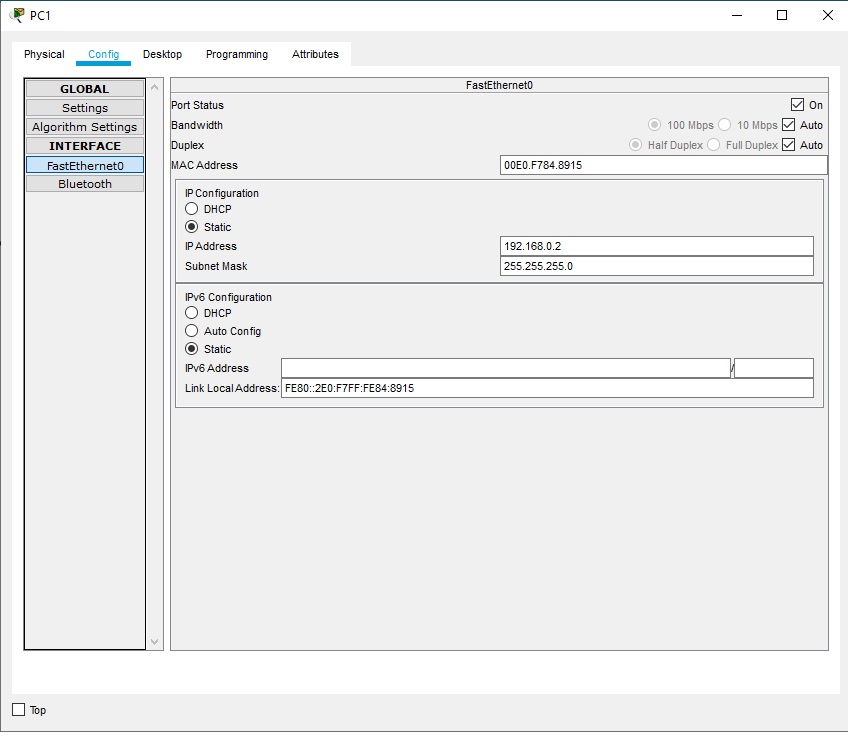 PC1
Physical Config Desktop Programming Attributes
GLOBAL
Settings
Algorithm Settings
INTERFACE
FastEthernet0
Bluetooth
FastEthernet0
Port Status On
Bandwidth 100 Mbps 10 Mbps Auto
Duplex Half Duplex Full Duplex Auto
MAC Address 00E0.F784.8915
IP Configuration
DHCP
Static
IP Address 192.168.0.2
Subnet Mask 255.255.255.0
IPv6 Configuration
DHCP
Auto Config
Static
IPv6 Address /
Link Local Address: FE80::2E0:F7FF:FE84:8915
Top